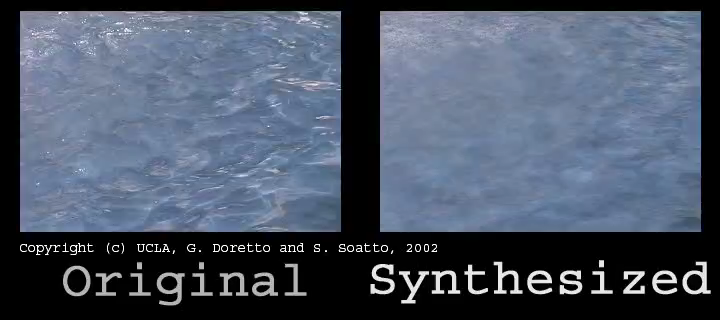 Copyright (c) UCLA, G. Doretto and S. Soatto, 2002
Original
Synthesized